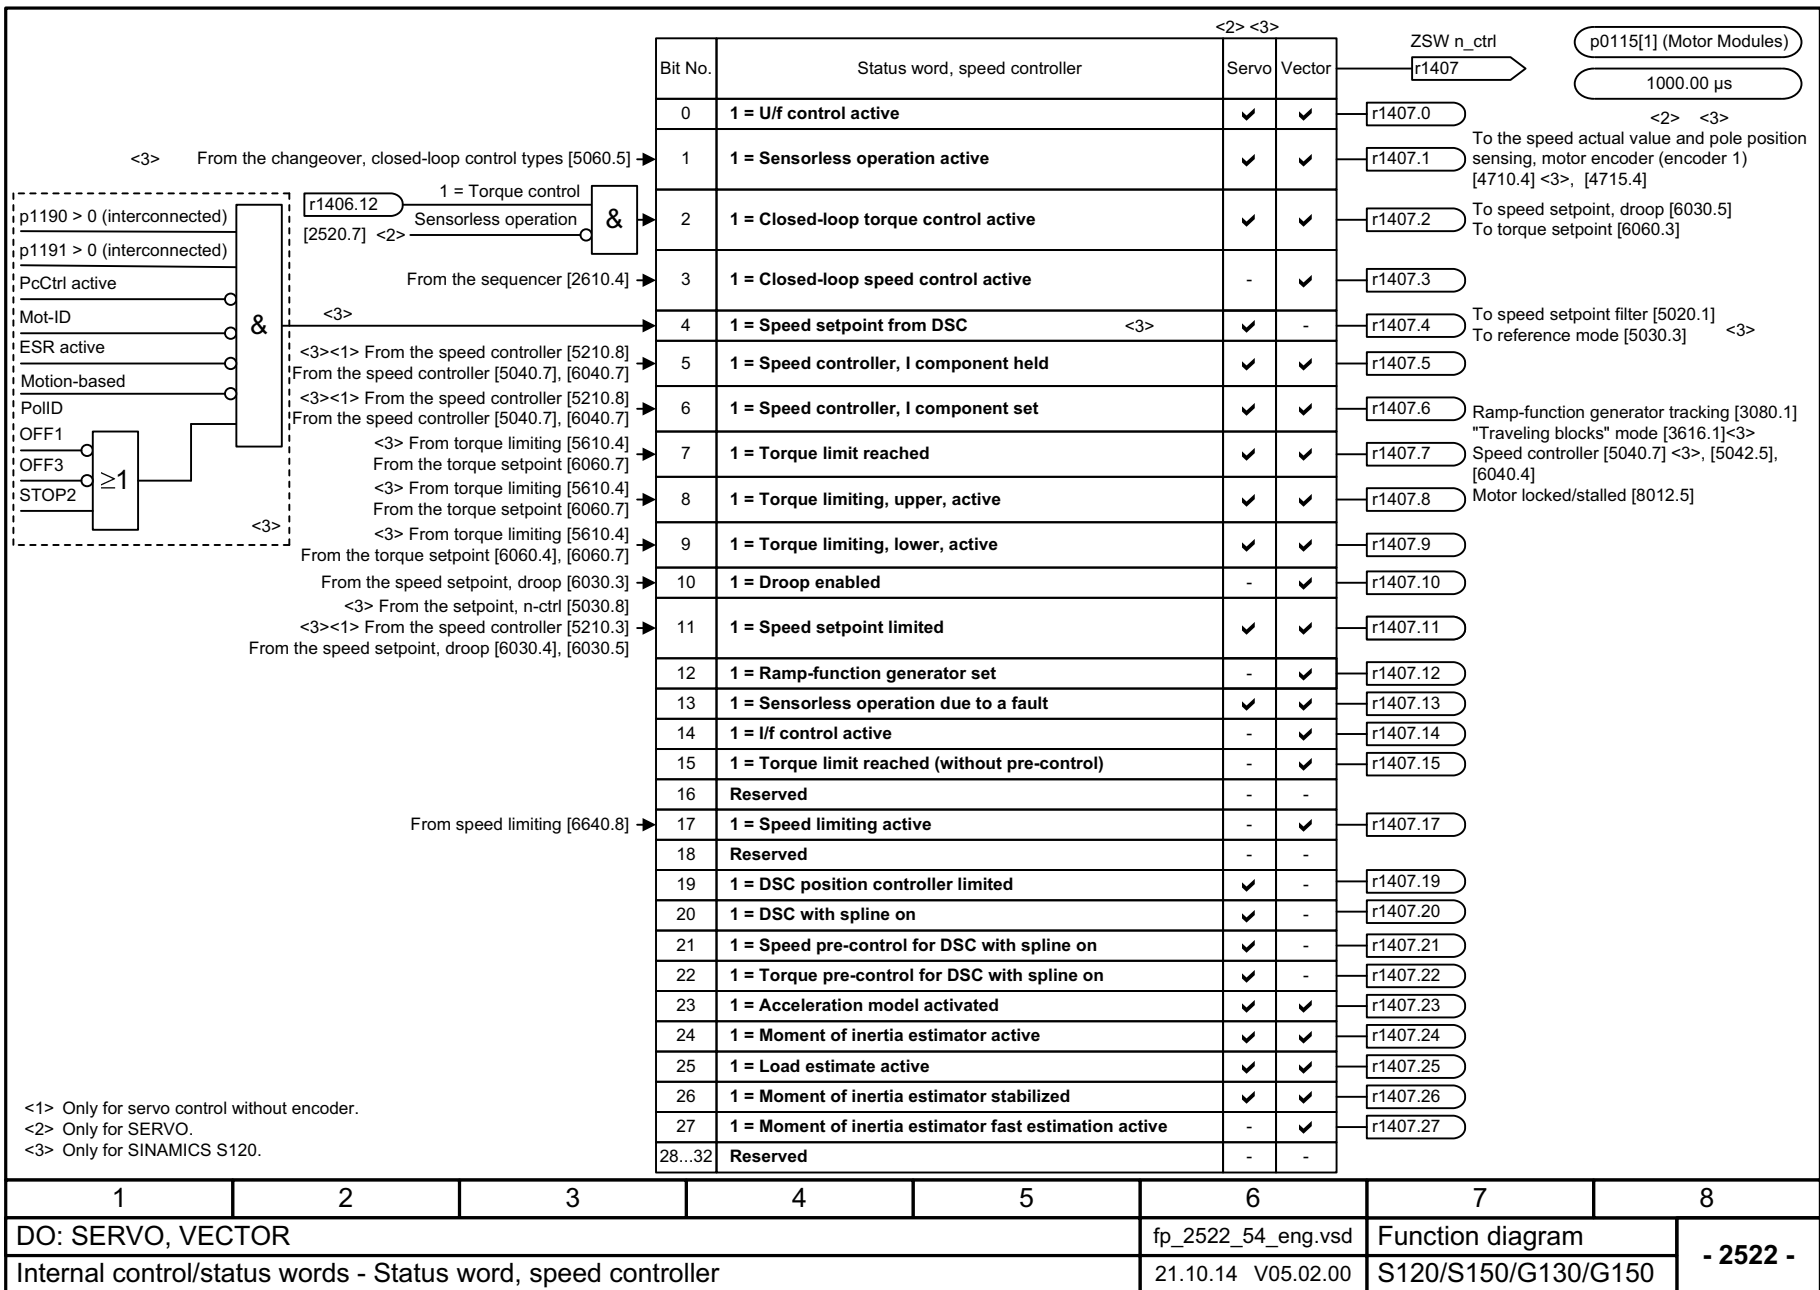 <2> <3>
Bit No.
Status word, speed controller
Servo
Vector
ZSW n_ctrl
r1407
p0115[1] (Motor Modules)
1000.00 µs
<2> <3>
0
1 = U/f control active
✔
✔
r1407.0
<3> From the changeover, closed-loop control types [5060.5]
1
1 = Sensorless operation active
✔
✔
r1407.1
To the speed actual value and pole position
sensing, motor encoder (encoder 1)
[4710.4] <3>, [4715.4]
r1406.12
1 = Torque control
Sensorless operation
[2520.7] <2>
&
2
1 = Closed-loop torque control active
✔
✔
r1407.2
To speed setpoint, droop [6030.5]
To torque setpoint [6060.3]
From the sequencer [2610.4]
3
1 = Closed-loop speed control active
-
✔
r1407.3
p1190 > 0 (interconnected)
p1191 > 0 (interconnected)
PcCtrl active
Mot-ID
ESR active
Motion-based
PolID
OFF1
OFF3
STOP2
≥1
&
<3>
<3>
4
1 = Speed setpoint from DSC <3>
✔
-
r1407.4
To speed setpoint filter [5020.1]
To reference mode [5030.3] <3>
<3><1> From the speed controller [5210.8]
From the speed controller [5040.7], [6040.7]
5
1 = Speed controller, I component held
✔
✔
r1407.5
<3><1> From the speed controller [5210.8]
From the speed controller [5040.7], [6040.7]
6
1 = Speed controller, I component set
✔
✔
r1407.6
<3> From torque limiting [5610.4]
From the torque setpoint [6060.7]
7
1 = Torque limit reached
✔
✔
r1407.7
Ramp-function generator tracking [3080.1]
"Traveling blocks" mode [3616.1]<3>
Speed controller [5040.7] <3>, [5042.5],
[6040.4]
Motor locked/stalled [8012.5]
<3> From torque limiting [5610.4]
From the torque setpoint [6060.7]
8
1 = Torque limiting, upper, active
✔
✔
r1407.8
<3> From torque limiting [5610.4]
From the torque setpoint [6060.4], [6060.7]
9
1 = Torque limiting, lower, active
✔
✔
r1407.9
From the speed setpoint, droop [6030.3]
10
1 = Droop enabled
-
✔
r1407.10
<3> From the setpoint, n-ctrl [5030.8]
<3><1> From the speed controller [5210.3]
From the speed setpoint, droop [6030.4], [6030.5]
11
1 = Speed setpoint limited
✔
✔
r1407.11
12
1 = Ramp-function generator set
-
✔
r1407.12
13
1 = Sensorless operation due to a fault
✔
✔
r1407.13
14
1 = I/f control active
-
✔
r1407.14
15
1 = Torque limit reached (without pre-control)
-
✔
r1407.15
16
Reserved
-
-
From speed limiting [6640.8]
17
1 = Speed limiting active
-
✔
r1407.17
18
Reserved
-
-
19
1 = DSC position controller limited
✔
-
r1407.19
20
1 = DSC with spline on
✔
-
r1407.20
21
1 = Speed pre-control for DSC with spline on
✔
-
r1407.21
22
1 = Torque pre-control for DSC with spline on
✔
-
r1407.22
23
1 = Acceleration model activated
✔
✔
r1407.23
24
1 = Moment of inertia estimator active
✔
✔
r1407.24
25
1 = Load estimate active
✔
✔
r1407.25
26
1 = Moment of inertia estimator stabilized
✔
✔
r1407.26
27
1 = Moment of inertia estimator fast estimation active
-
✔
r1407.27
28...32
Reserved
-
-
<1> Only for servo control without encoder.
<2> Only for SERVO.
<3> Only for SINAMICS S120.
1 2 3 4 5 6 7 8
DO: SERVO, VECTOR
fp_2522_54_eng.vsd
Function diagram
- 2522 -
Internal control/status words - Status word, speed controller
21.10.14 V05.02.00
S120/S150/G130/G150